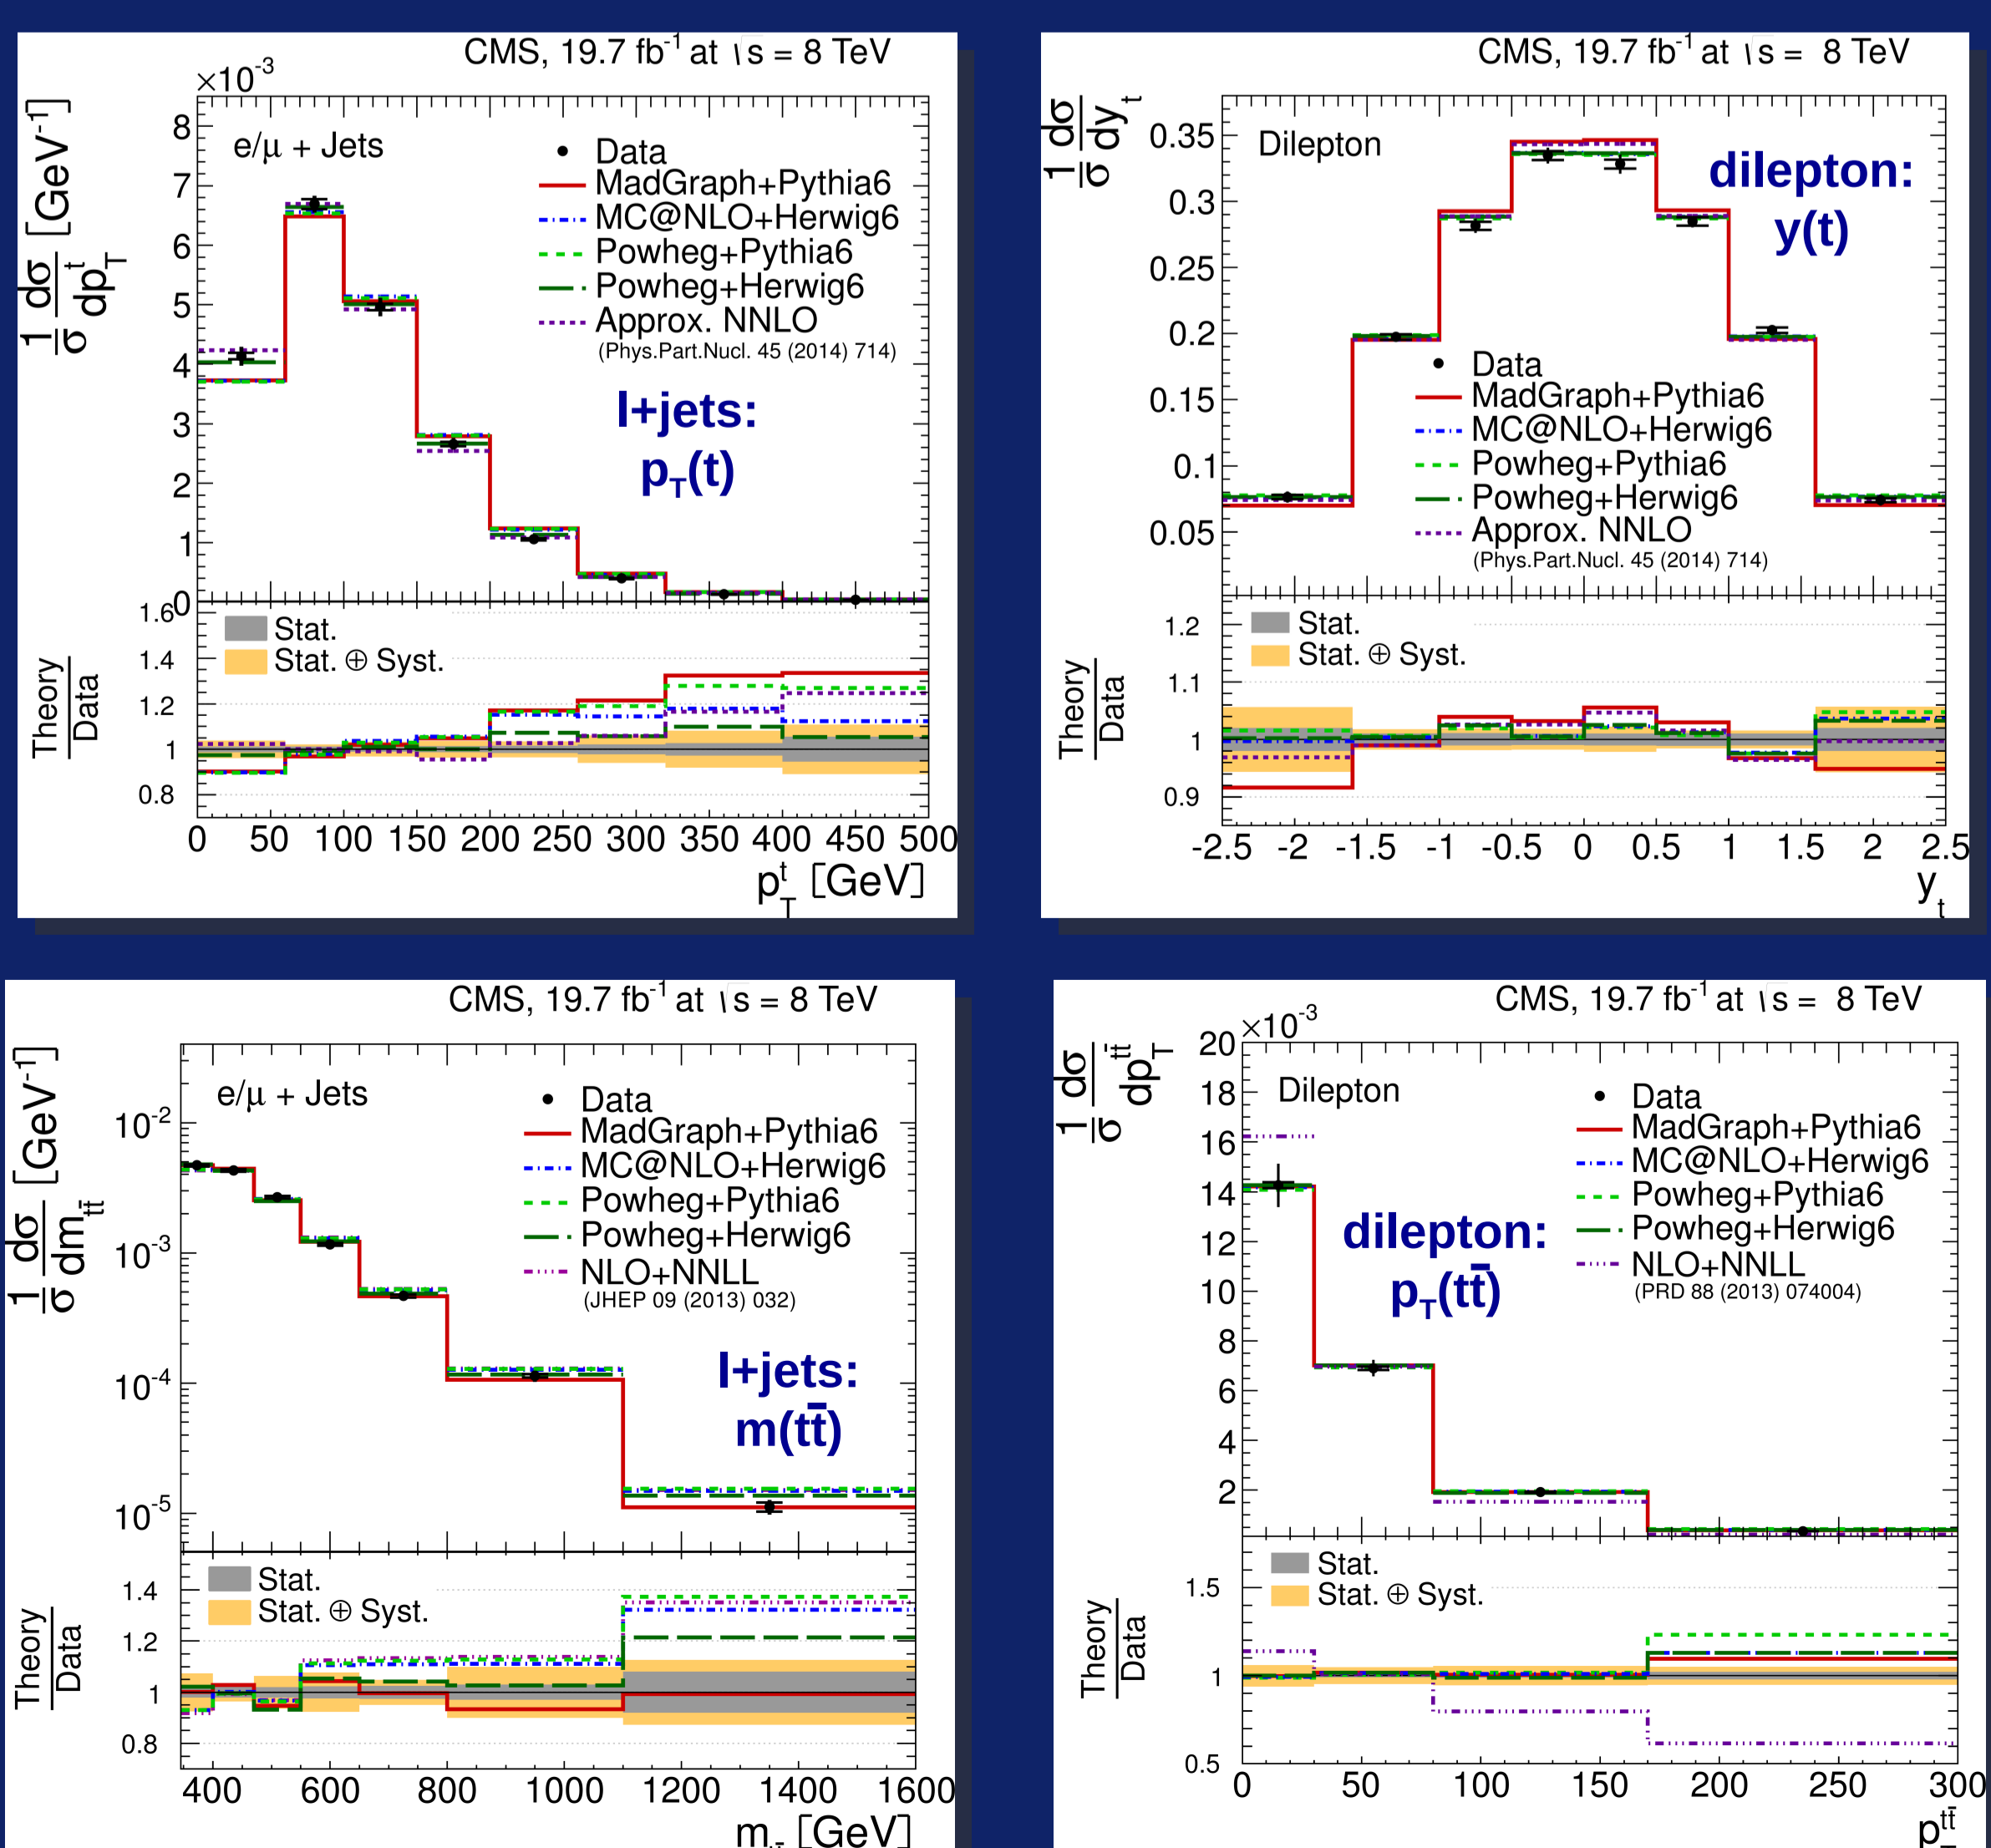 CMS, 19.7 fb⁻¹ at √s = 8 TeV
×10⁻³
1/σ dσ/dp_T^t [GeV⁻¹]
e/μ + Jets
Data
MadGraph+Pythia6
MC@NLO+Herwig6
Powheg+Pythia6
Powheg+Herwig6
Approx. NNLO
(Phys.Part.Nucl. 45 (2014) 714)
l+jets:
p_T(t)
8
7
6
5
4
3
2
1
0
Stat.
Stat. ⊕ Syst.
Theory
Data
1.6
1.4
1.2
1
0.8
0 50 100 150 200 250 300 350 400 450 500
p_T^t [GeV]
CMS, 19.7 fb⁻¹ at √s = 8 TeV
1/σ dσ/dy_t
Dilepton
dilepton:
y(t)
0.35
0.3
0.25
0.2
0.15
0.1
0.05
Data
MadGraph+Pythia6
MC@NLO+Herwig6
Powheg+Pythia6
Powheg+Herwig6
Approx. NNLO
(Phys.Part.Nucl. 45 (2014) 714)
Stat.
Stat. ⊕ Syst.
Theory
Data
1.2
1.1
1
0.9
-2.5 -2 -1.5 -1 -0.5 0 0.5 1 1.5 2 2.5
y_t
CMS, 19.7 fb⁻¹ at √s = 8 TeV
1/σ dσ/dm_tt̄ [GeV⁻¹]
e/μ + Jets
Data
MadGraph+Pythia6
MC@NLO+Herwig6
Powheg+Pythia6
Powheg+Herwig6
NLO+NNLL
(JHEP 09 (2013) 032)
l+jets:
m(tt̄)
10⁻²
10⁻³
10⁻⁴
10⁻⁵
Stat.
Stat. ⊕ Syst.
Theory
Data
1.4
1.2
1
0.8
400 600 800 1000 1200 1400 1600
m [GeV]
CMS, 19.7 fb⁻¹ at √s = 8 TeV
×10⁻³
1/σ dσ/dp_T^tt̄
Dilepton
Data
MadGraph+Pythia6
MC@NLO+Herwig6
Powheg+Pythia6
Powheg+Herwig6
NLO+NNLL
(PRD 88 (2013) 074004)
dilepton:
p_T(tt̄)
20
18
16
14
12
10
8
6
4
2
Stat.
Stat. ⊕ Syst.
Theory
Data
1.5
1
0.5
0 50 100 150 200 250 300
p^tt̄